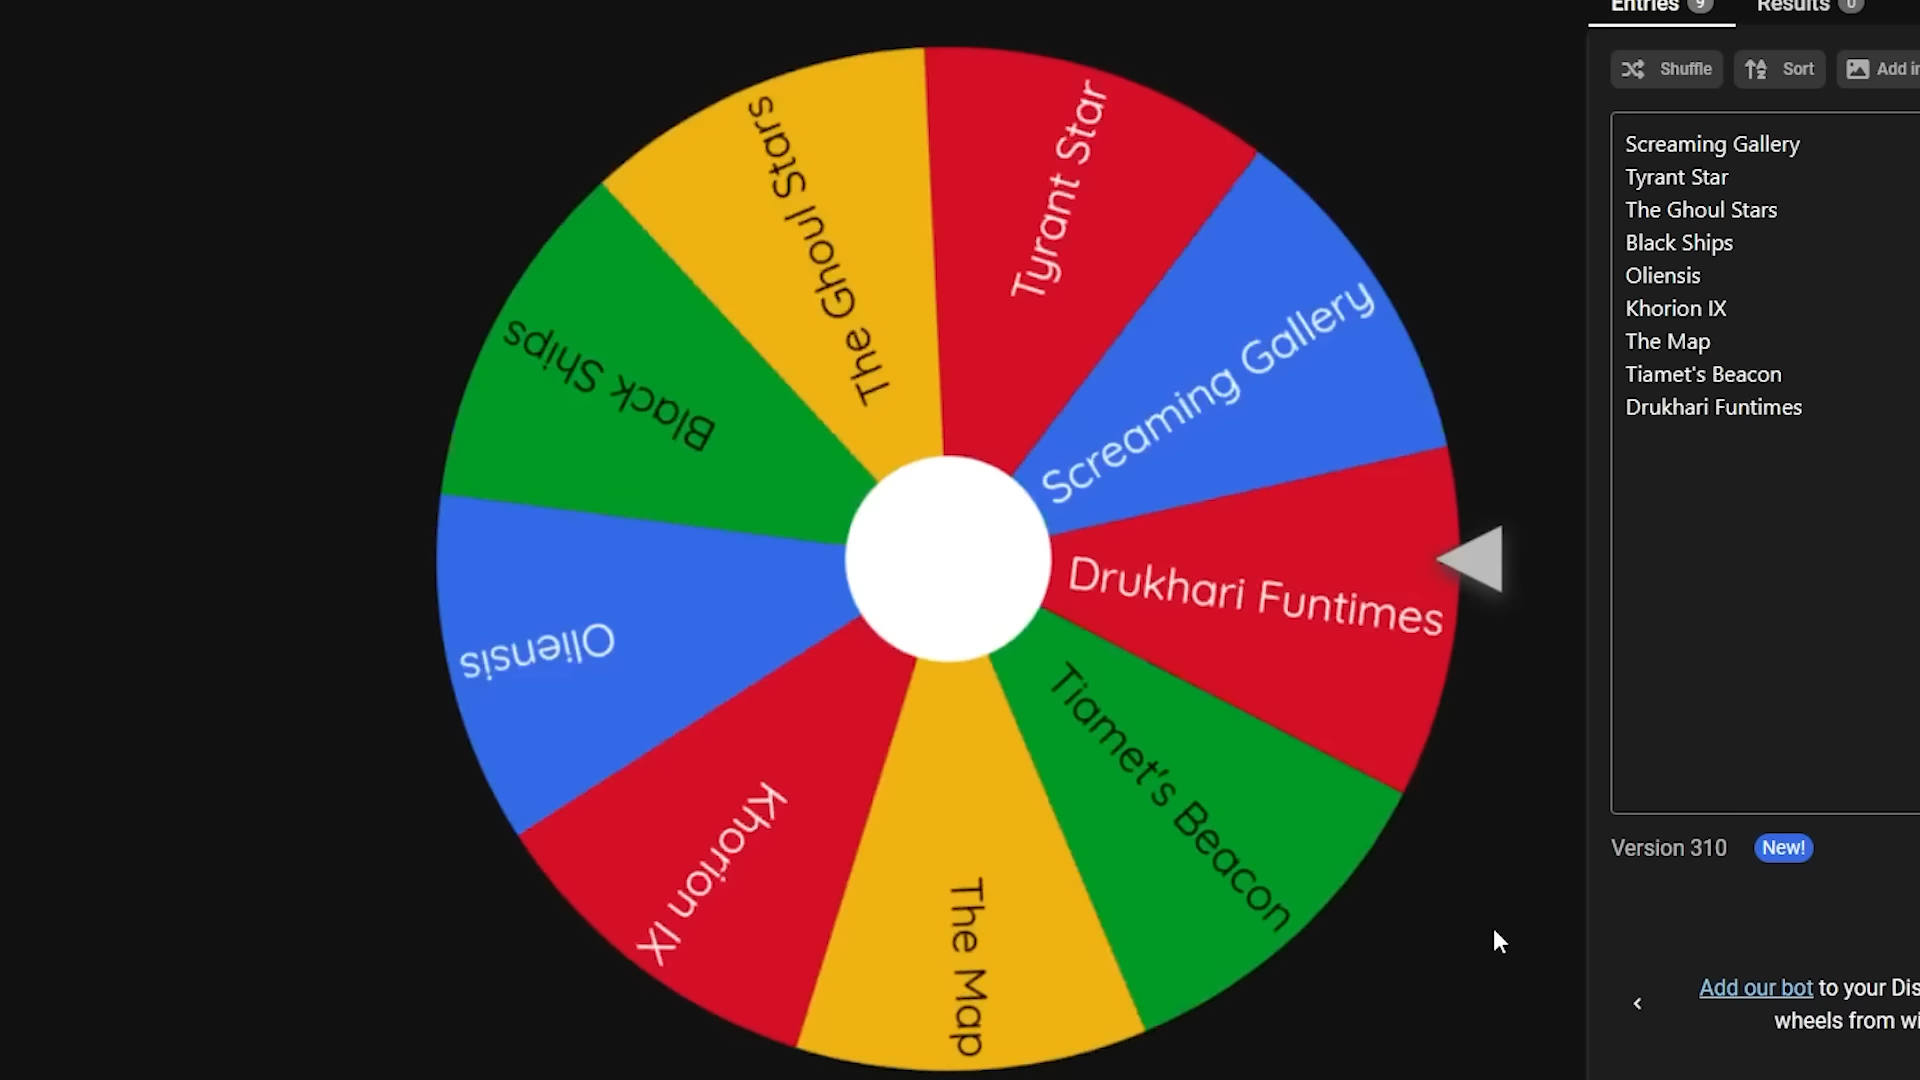 Entries 9 Results 0
Shuffle Sort Add
Screaming Gallery
Tyrant Star
The Ghoul Stars
Black Ships
Oliensis
Khorion IX
The Map
Tiamet's Beacon
Drukhari Funtimes
Version 310 New!
Add our bot to your
wheels from
Tyrant Star
Screaming Gallery
Drukhari Funtimes
Tiamet's Beacon
The Map
Khorion IX
Oliensis
Black Ships
The Ghoul Stars